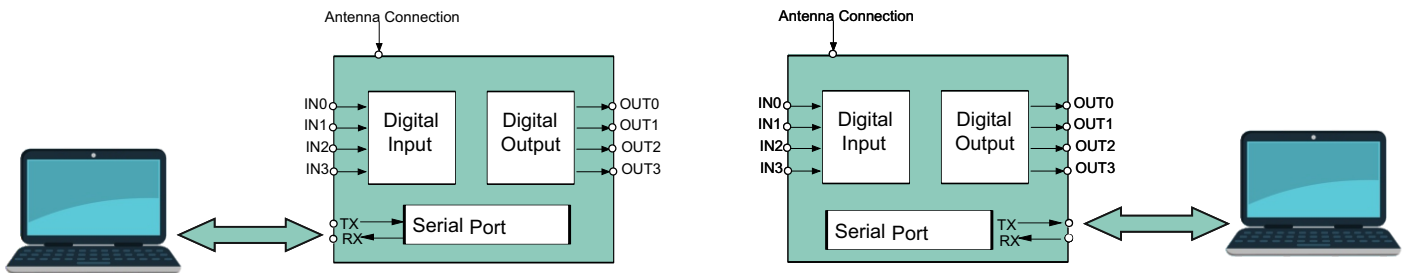 Antenna Connection
IN0
IN1
IN2
IN3
Digital
Input
Digital
Output
OUT0
OUT1
OUT2
OUT3
TX
RX
Serial Port
Antenna Connection
IN0
IN1
IN2
IN3
Digital
Input
Digital
Output
OUT0
OUT1
OUT2
OUT3
Serial Port
TX
RX